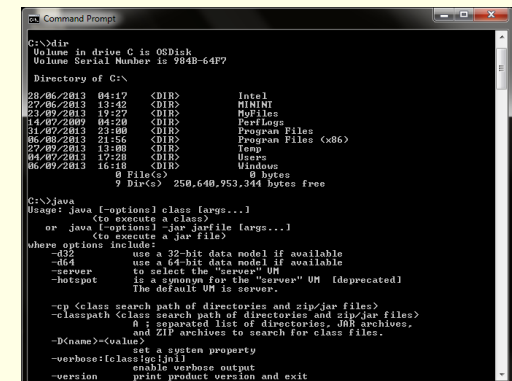 Command Prompt
C:\>dir
Volume in drive C is OSDisk
Volume Serial Number is 984B-64F7
Directory of C:\
28/06/2013  04:17    <DIR>          Intel
27/06/2013  13:42    <DIR>          MININT
23/09/2013  19:27    <DIR>          MyFiles
14/07/2009  04:20    <DIR>          PerfLogs
31/07/2013  23:00    <DIR>          Program Files
06/08/2013  21:56    <DIR>          Program Files (x86)
27/09/2013  13:08    <DIR>          Temp
04/07/2013  17:28    <DIR>          Users
06/09/2013  16:18    <DIR>          Windows
0 File(s)              0 bytes
9 Dir(s)  250,640,953,344 bytes free
C:\>java
Usage: java [-options] class [args...]
(to execute a class)
or  java [-options] -jar jarfile [args...]
(to execute a jar file)
where options include:
-d32          use a 32-bit data model if available
-d64          use a 64-bit data model if available
-server       to select the "server" VM
-hotspot      is a synonym for the "server" VM  [deprecated]
The default VM is server.
-cp <class search path of directories and zip/jar files>
-classpath <class search path of directories and zip/jar files>
A ; separated list of directories, JAR archives,
and ZIP archives to search for class files.
-D<name>=<value>
set a system property
-verbose:[class|gc|jni]
enable verbose output
-version      print product version and exit